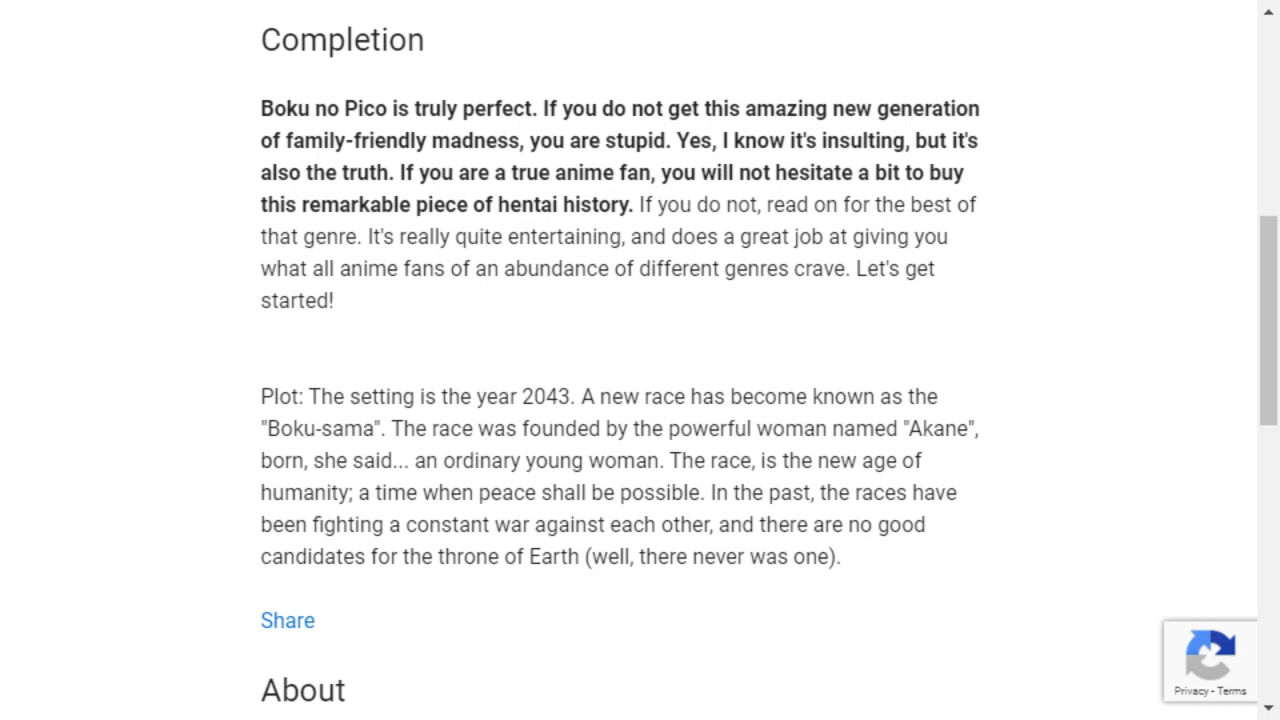 Completion
Boku no Pico is truly perfect. If you do not get this amazing new generation
of family-friendly madness, you are stupid. Yes, I know it's insulting, but it's
also the truth. If you are a true anime fan, you will not hesitate a bit to buy
this remarkable piece of hentai history. If you do not, read on for the best of
that genre. It's really quite entertaining, and does a great job at giving you
what all anime fans of an abundance of different genres crave. Let's get
started!
Plot: The setting is the year 2043. A new race has become known as the
"Boku-sama". The race was founded by the powerful woman named "Akane",
born, she said... an ordinary young woman. The race, is the new age of
humanity; a time when peace shall be possible. In the past, the races have
been fighting a constant war against each other, and there are no good
candidates for the throne of Earth (well, there never was one).
Share
About
Privacy - Terms